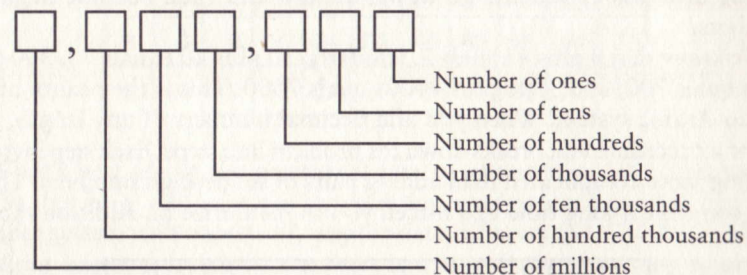 , ,
Number of ones
Number of tens
Number of hundreds
Number of thousands
Number of ten thousands
Number of hundred thousands
Number of millions